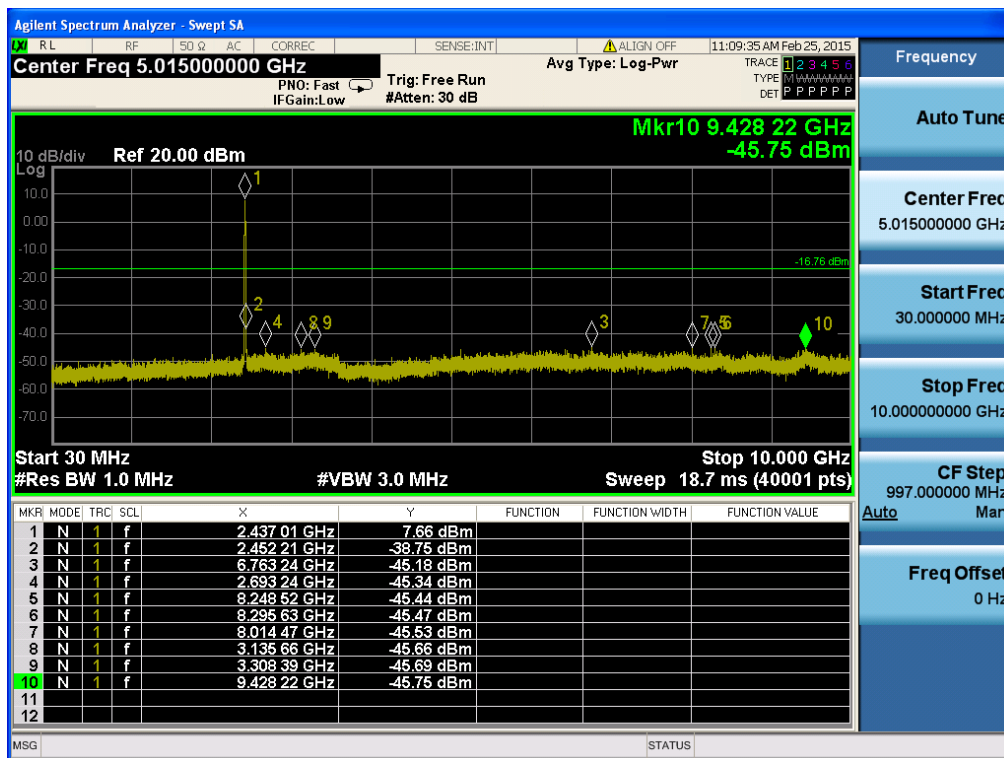 Agilent Spectrum Analyzer - Swept SA
LXI RL RF 50 Ω AC CORREC SENSE:INT ALIGN OFF 11:09:35 AM Feb 25, 2015
Center Freq 5.015000000 GHz
PNO: Fast
IFGain:Low
Trig: Free Run
#Atten: 30 dB
Avg Type: Log-Pwr
TRACE 1 2 3 4 5 6
TYPE MWWWWW
DET P P P P P P
Mkr10 9.428 22 GHz
-45.75 dBm
10 dB/div Ref 20.00 dBm
Log
10.0
0.00
-10.0
-20.0
-30.0
-40.0
-50.0
-60.0
-70.0
-16.76 dBm
1
2
4
8
9
3
7
5
6
10
Start 30 MHz Stop 10.000 GHz
#Res BW 1.0 MHz #VBW 3.0 MHz Sweep 18.7 ms (40001 pts)
MKR MODE TRC SCL X Y FUNCTION FUNCTION WIDTH FUNCTION VALUE
1 N 1 f 2.437 01 GHz 7.66 dBm
2 N 1 f 2.452 21 GHz -38.75 dBm
3 N 1 f 6.763 24 GHz -45.18 dBm
4 N 1 f 2.693 24 GHz -45.34 dBm
5 N 1 f 8.248 52 GHz -45.44 dBm
6 N 1 f 8.295 63 GHz -45.47 dBm
7 N 1 f 8.014 47 GHz -45.53 dBm
8 N 1 f 3.135 66 GHz -45.66 dBm
9 N 1 f 3.308 39 GHz -45.69 dBm
10 N 1 f 9.428 22 GHz -45.75 dBm
11
12
MSG STATUS
Frequency
Auto Tune
Center Freq
5.015000000 GHz
Start Freq
30.000000 MHz
Stop Freq
10.000000000 GHz
CF Step
997.000000 MHz
Auto Man
Freq Offset
0 Hz